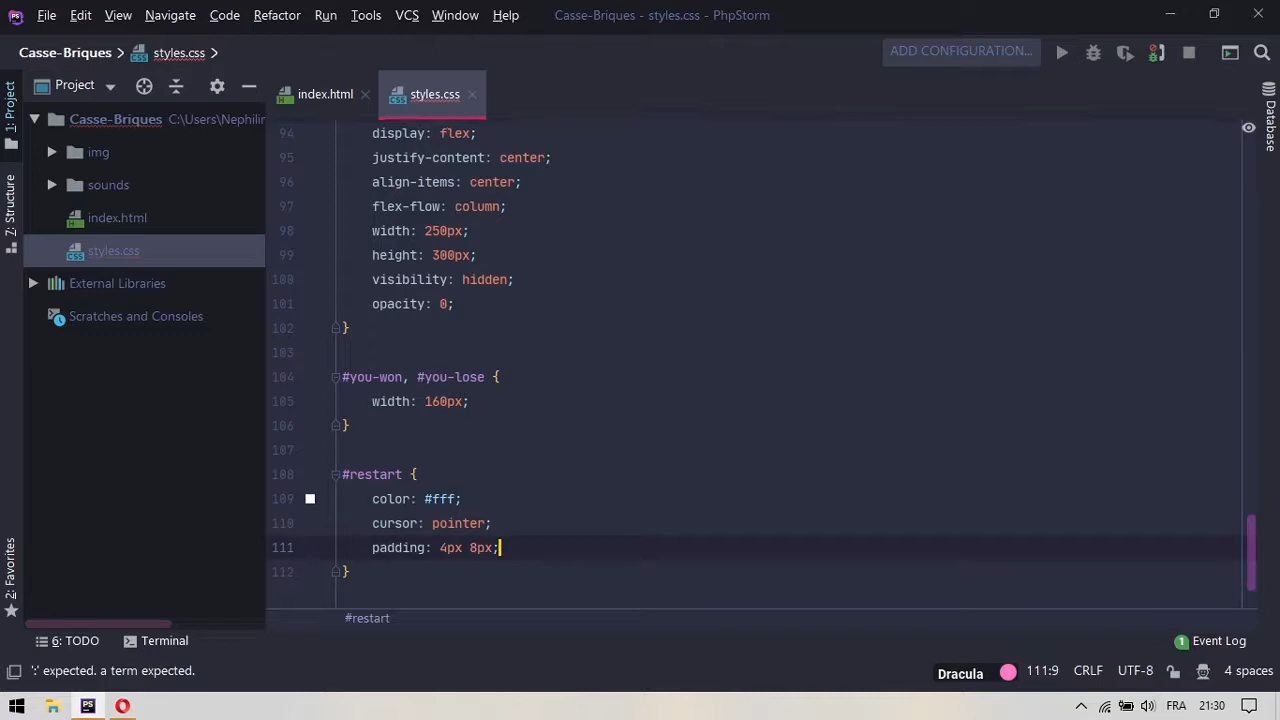 File Edit View Navigate Code Refactor Run Tools VCS Window Help Casse-Briques - styles.css - PhpStorm
Casse-Briques styles.css ADD CONFIGURATION...
1: Project
Z: Structure
2: Favorites
Project
Casse-Briques C:\Users\Nephilin
img
sounds
index.html
styles.css
External Libraries
Scratches and Consoles
index.html styles.css
94 display: flex;
95 justify-content: center;
96 align-items: center;
97 flex-flow: column;
98 width: 250px;
99 height: 300px;
100 visibility: hidden;
101 opacity: 0;
102 }
103
104 #you-won, #you-lose {
105 width: 160px;
106 }
107
108 #restart {
109 color: #fff;
110 cursor: pointer;
111 padding: 4px 8px;
112 }
#restart
Database
6: TODO Terminal 1 Event Log
':' expected. a term expected. Dracula 111:9 CRLF UTF-8 4 spaces
PS FRA 21:30